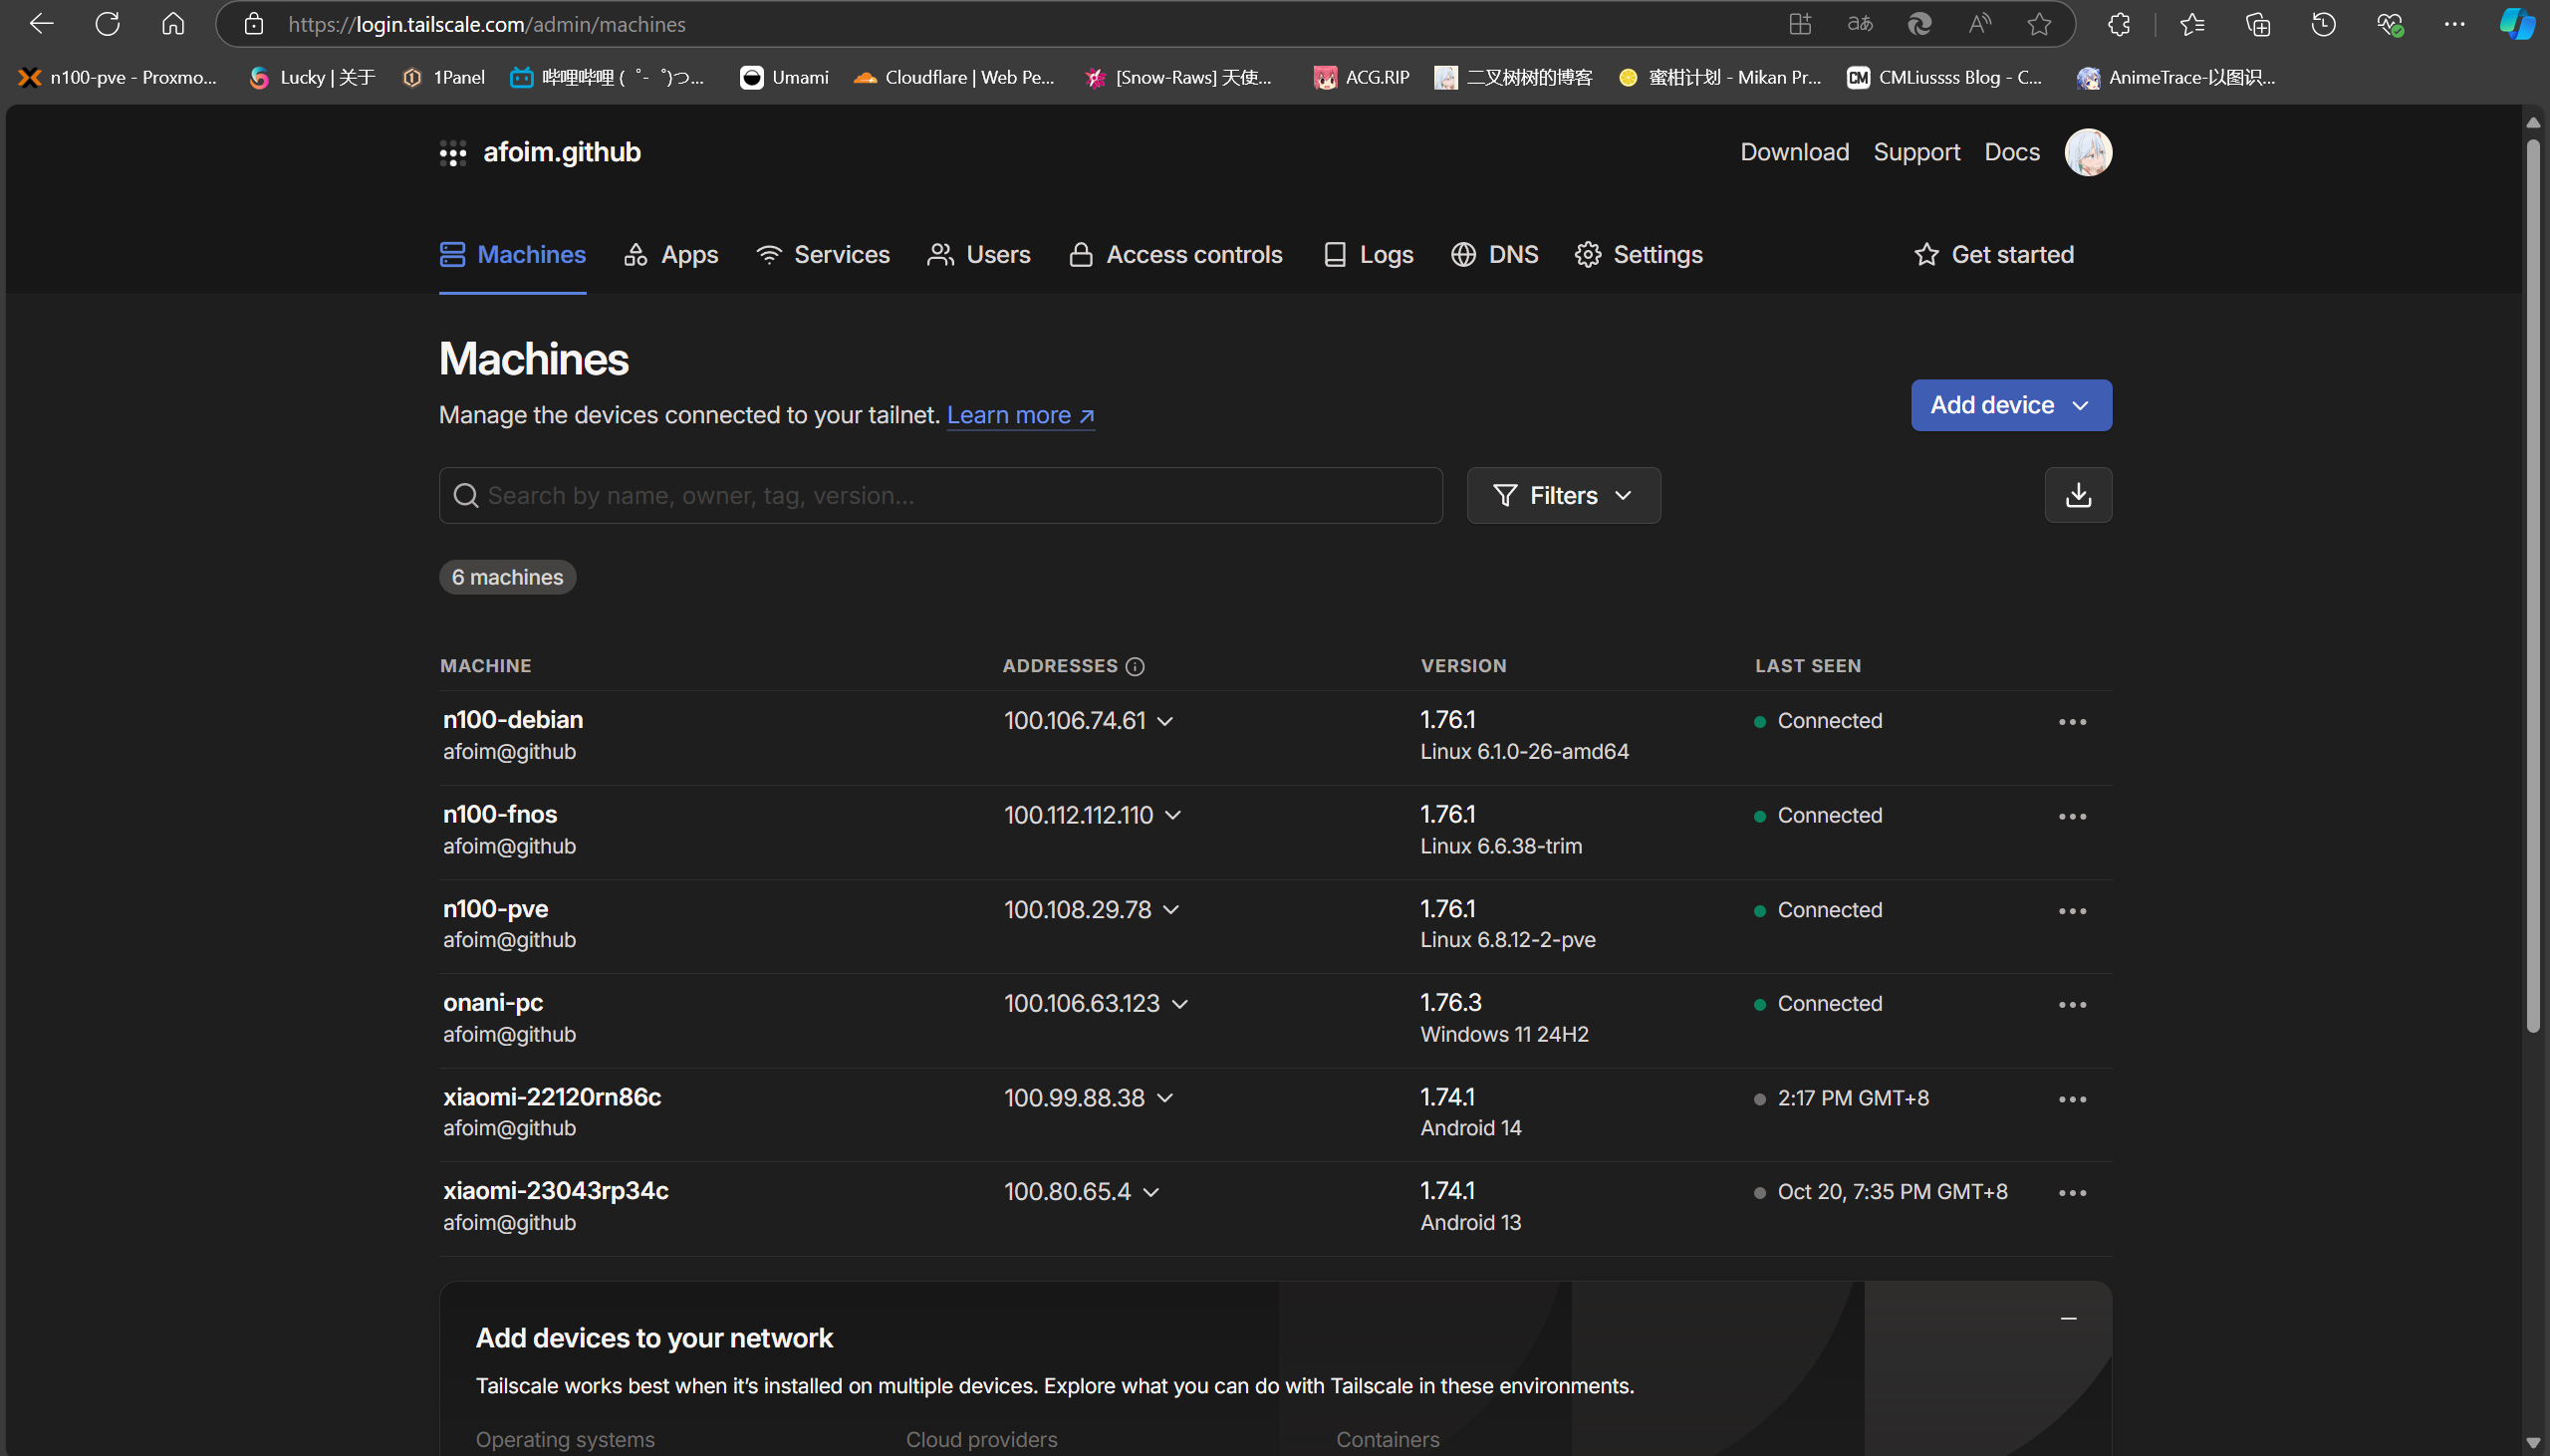 https://login.tailscale.com/admin/machines
n100-pve - Proxmo...
Lucky | 关于
1Panel
哔哩哔哩 ( ゜- ゜)つ...
Umami
Cloudflare | Web Pe...
[Snow-Raws] 天使...
ACG.RIP
二叉树树的博客
蜜柑计划 - Mikan Pr...
CMLiussss Blog - C...
AnimeTrace-以图识...
afoim.github
Download
Support
Docs
Machines
Apps
Services
Users
Access controls
Logs
DNS
Settings
Get started
Machines
Manage the devices connected to your tailnet. Learn more ↗
Add device
Search by name, owner, tag, version...
Filters
6 machines
MACHINE
ADDRESSES
VERSION
LAST SEEN
n100-debian
afoim@github
100.106.74.61
1.76.1
Linux 6.1.0-26-amd64
Connected
n100-fnos
afoim@github
100.112.112.110
1.76.1
Linux 6.6.38-trim
Connected
n100-pve
afoim@github
100.108.29.78
1.76.1
Linux 6.8.12-2-pve
Connected
onani-pc
afoim@github
100.106.63.123
1.76.3
Windows 11 24H2
Connected
xiaomi-22120rn86c
afoim@github
100.99.88.38
1.74.1
Android 14
2:17 PM GMT+8
xiaomi-23043rp34c
afoim@github
100.80.65.4
1.74.1
Android 13
Oct 20, 7:35 PM GMT+8
Add devices to your network
Tailscale works best when it’s installed on multiple devices. Explore what you can do with Tailscale in these environments.
Operating systems
Cloud providers
Containers